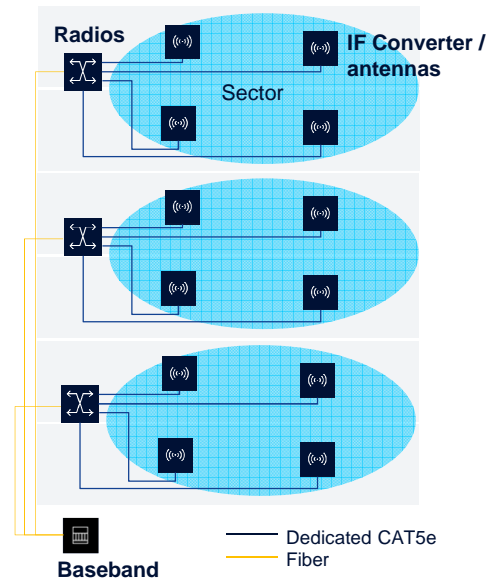 Radios
IF Converter /
antennas
Sector
Dedicated CAT5e
Fiber
Baseband